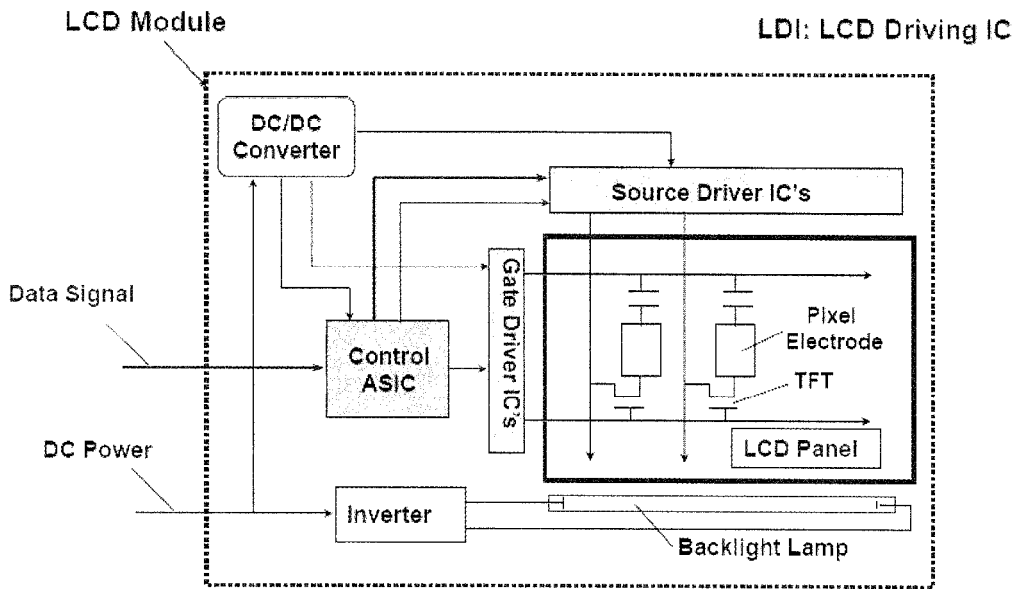 LCD Module
LDI: LCD Driving IC
DC/DC
Converter
Source Driver IC's
Gate Driver IC's
Data Signal
Control
ASIC
Pixel
Electrode
TFT
LCD Panel
DC Power
Inverter
Backlight Lamp